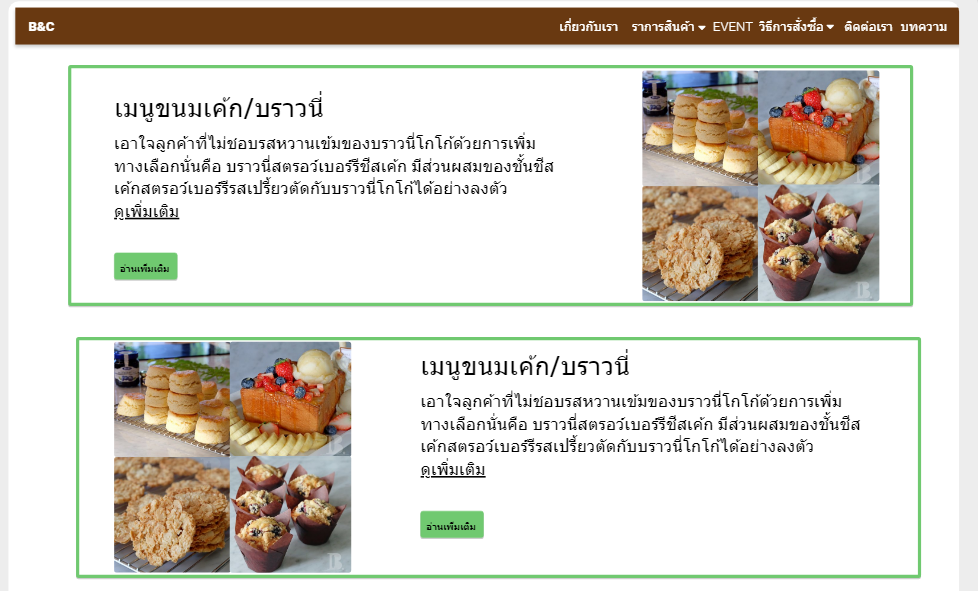 B&C
เกี่ยวกับเรา ราการสินค้า EVENT วิธีการสั่งซื้อ ติดต่อเรา บทความ
เมนูขนมเค้ก/บราวนี่
เอาใจลูกค้าที่ไม่ชอบรสหวานเข้มของบราวนี่โกโก้ด้วยการเพิ่ม
ทางเลือกนั่นคือ บราวนี่สตรอว์เบอร์รีชีสเค้ก มีส่วนผสมของชั้นชีส
เค้กสตรอว์เบอร์รีรสเปรี้ยวตัดกับบราวนี่โกโก้ได้อย่างลงตัว
ดูเพิ่มเติม
อ่านเพิ่มเติม
เมนูขนมเค้ก/บราวนี่
เอาใจลูกค้าที่ไม่ชอบรสหวานเข้มของบราวนี่โกโก้ด้วยการเพิ่ม
ทางเลือกนั่นคือ บราวนี่สตรอว์เบอร์รีชีสเค้ก มีส่วนผสมของชั้นชีส
เค้กสตรอว์เบอร์รีรสเปรี้ยวตัดกับบราวนี่โกโก้ได้อย่างลงตัว
ดูเพิ่มเติม
อ่านเพิ่มเติม